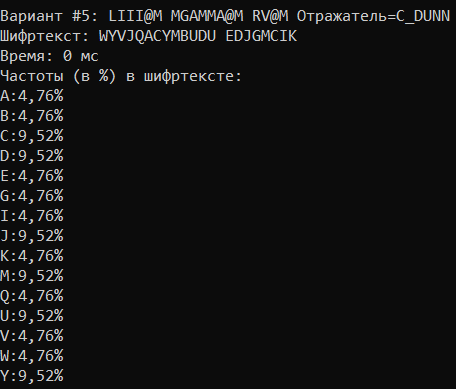 Вариант #5: LIII@M MGAMMA@M RV@M Отражатель=C_DUNN
Шифртекст: WYVJQACYMBUDU EDJGMCIK
Время: 0 мс
Частоты (в %) в шифртексте:
A:4,76%
B:4,76%
C:9,52%
D:9,52%
E:4,76%
G:4,76%
I:4,76%
J:9,52%
K:4,76%
M:9,52%
Q:4,76%
U:9,52%
V:4,76%
W:4,76%
Y:9,52%